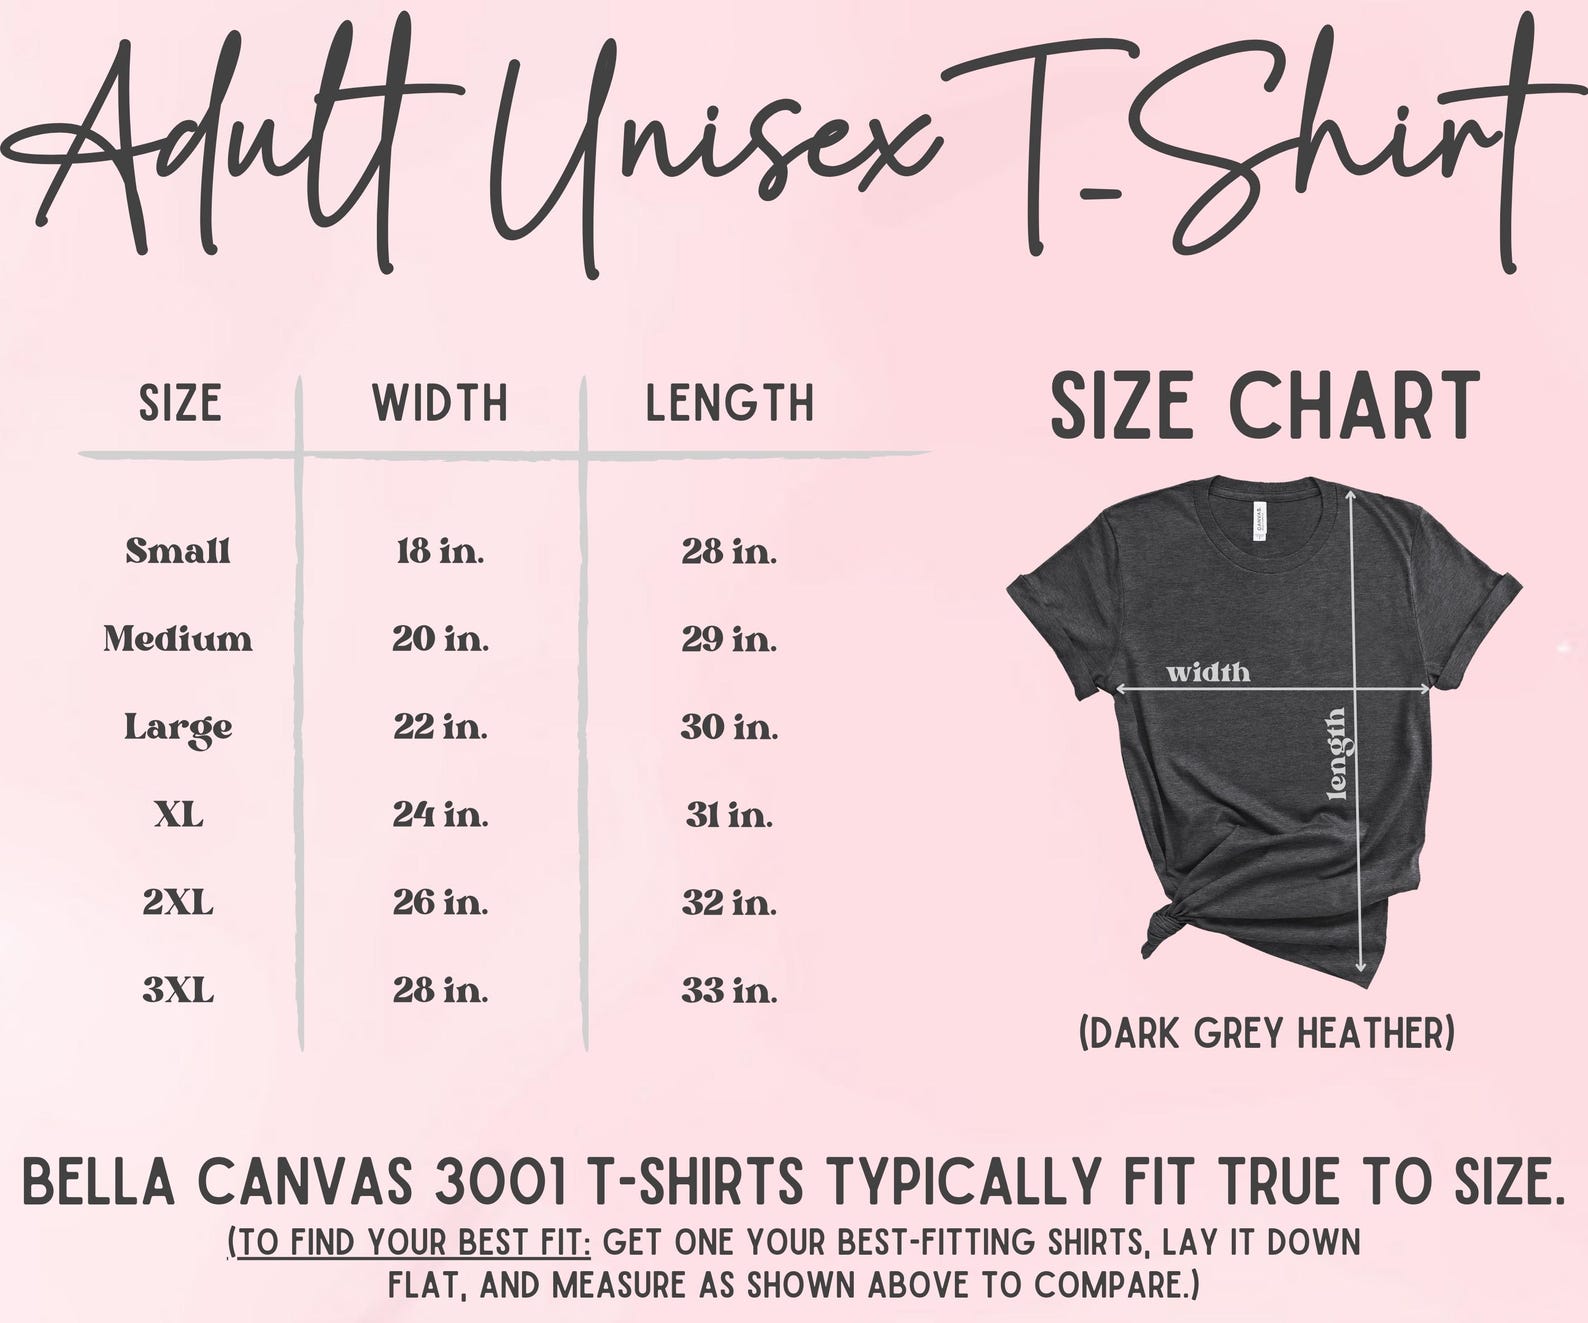 Adult Unisex T-Shirt
SIZE WIDTH LENGTH
Small 18 in. 28 in.
Medium 20 in. 29 in.
Large 22 in. 30 in.
XL 24 in. 31 in.
2XL 26 in. 32 in.
3XL 28 in. 33 in.
SIZE CHART
CANVAS
width
length
(DARK GREY HEATHER)
BELLA CANVAS 3001 T-SHIRTS TYPICALLY FIT TRUE TO SIZE.
(TO FIND YOUR BEST FIT: GET ONE YOUR BEST-FITTING SHIRTS, LAY IT DOWN
FLAT, AND MEASURE AS SHOWN ABOVE TO COMPARE.)